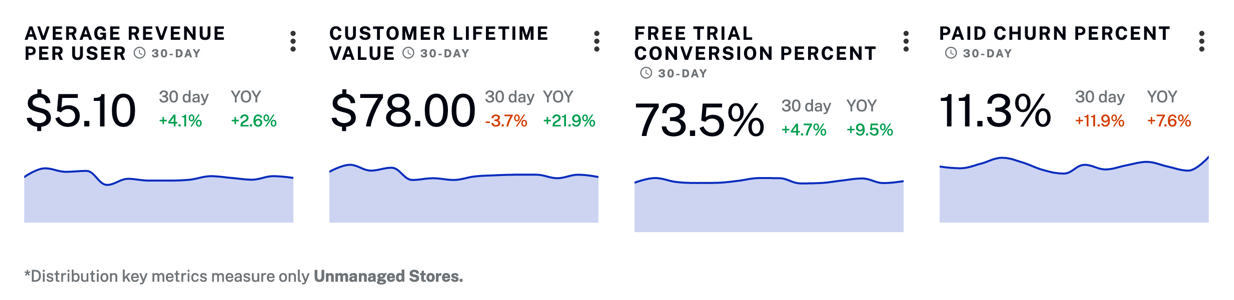 AVERAGE REVENUE
PER USER 30-DAY
$5.10
30 day YOY
+4.1% +2.6%
CUSTOMER LIFETIME
VALUE 30-DAY
$78.00
30 day YOY
-3.7% +21.9%
FREE TRIAL
CONVERSION PERCENT
30-DAY
73.5%
30 day YOY
+4.7% +9.5%
PAID CHURN PERCENT
30-DAY
11.3%
30 day YOY
+11.9% +7.6%
*Distribution key metrics measure only Unmanaged Stores.